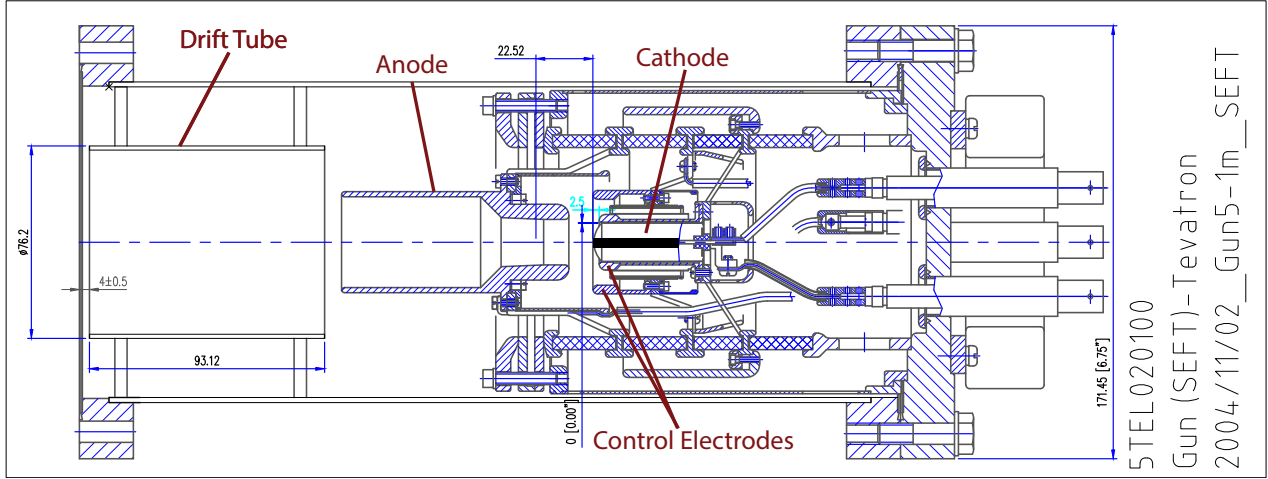 Drift Tube
Anode
22.52
Cathode
2.5
ø76.2
4±0.5
93.12
0 [0.00"]
Control Electrodes
171.45 [6.75"]
5TEL020100
Gun (SEFT)-Tevatron
2004/11/02_Gun5-1m__SEFT